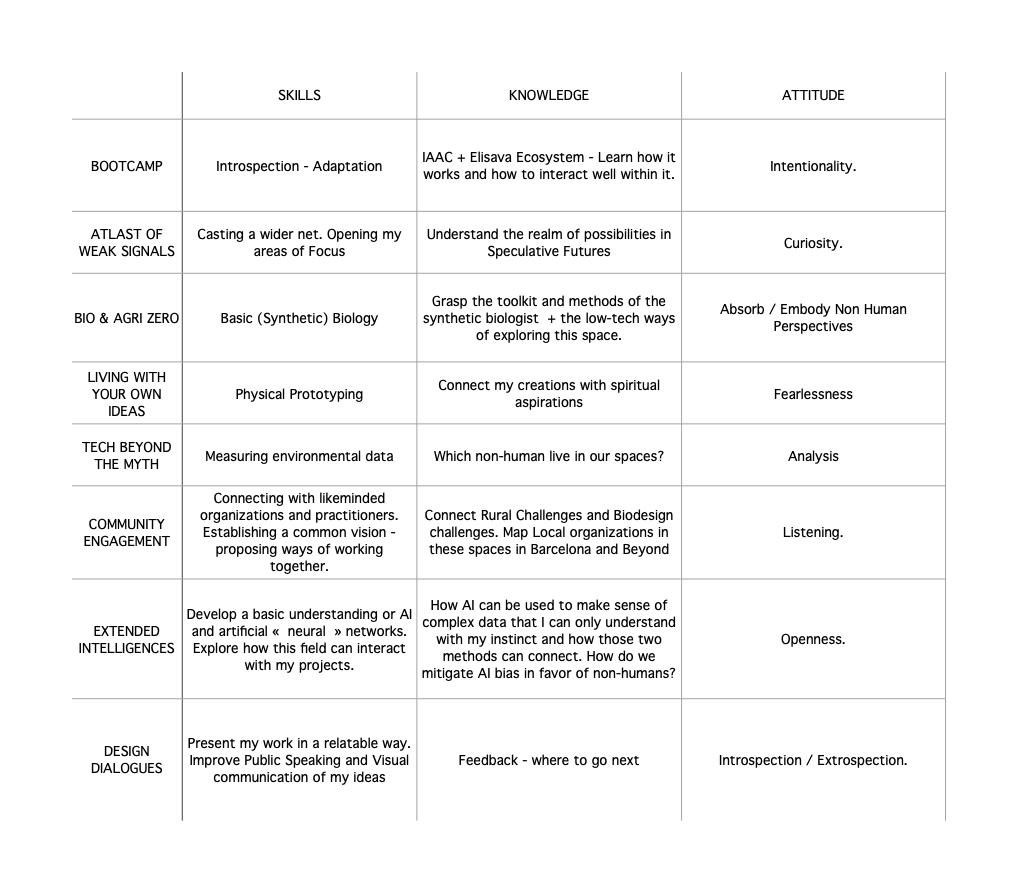 SKILLS
KNOWLEDGE
ATTITUDE
BOOTCAMP
Introspection - Adaptation
IAAC + Elisava Ecosystem - Learn how it
works and how to interact well within it.
Intentionality.
ATLAST OF
WEAK SIGNALS
Casting a wider net. Opening my
areas of Focus
Understand the realm of possibilities in
Speculative Futures
Curiosity.
BIO & AGRI ZERO
Basic (Synthetic) Biology
Grasp the toolkit and methods of the
synthetic biologist  + the low-tech ways
of exploring this space.
Absorb / Embody Non Human
Perspectives
LIVING WITH
YOUR OWN
IDEAS
Physical Prototyping
Connect my creations with spiritual
aspirations
Fearlessness
TECH BEYOND
THE MYTH
Measuring environmental data
Which non-human live in our spaces?
Analysis
COMMUNITY
ENGAGEMENT
Connecting with likeminded
organizations and practitioners.
Establishing a common vision -
proposing ways of working
together.
Connect Rural Challenges and Biodesign
challenges. Map Local organizations in
these spaces in Barcelona and Beyond
Listening.
EXTENDED
INTELLIGENCES
Develop a basic understanding or AI
and artificial «  neural  » networks.
Explore how this field can interact
with my projects.
How AI can be used to make sense of
complex data that I can only understand
with my instinct and how those two
methods can connect. How do we
mitigate AI bias in favor of non-humans?
Openness.
DESIGN
DIALOGUES
Present my work in a relatable way.
Improve Public Speaking and Visual
communication of my ideas
Feedback - where to go next
Introspection / Extrospection.